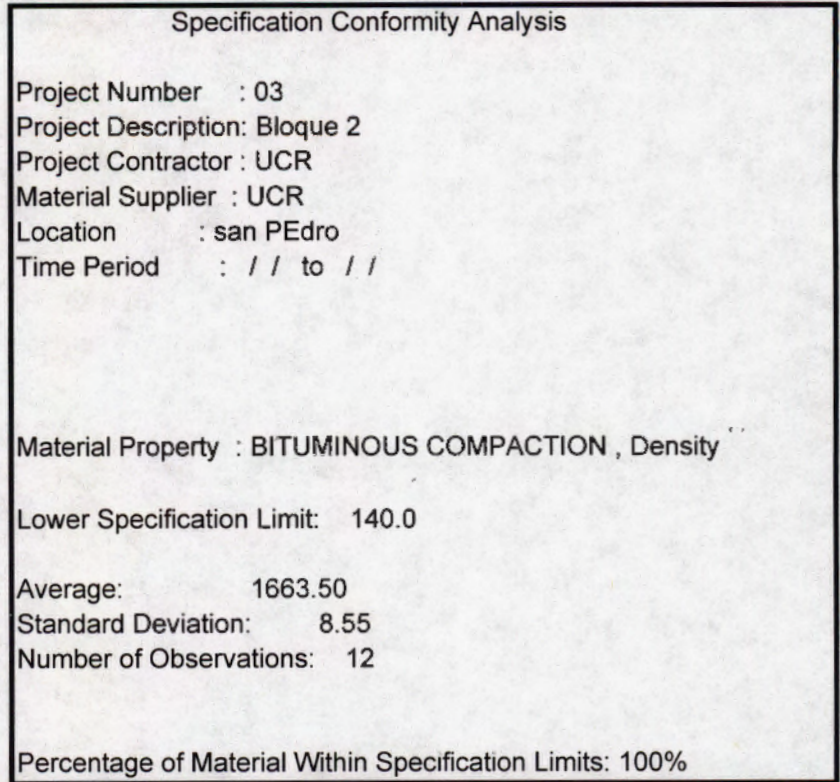 Specification Conformity Analysis
Project Number : 03
Project Description: Bloque 2
Project Contractor : UCR
Material Supplier : UCR
Location : san PEdro
Time Period : / / to / /
Material Property : BITUMINOUS COMPACTION , Density
Lower Specification Limit: 140.0
Average: 1663.50
Standard Deviation: 8.55
Number of Observations: 12
Percentage of Material Within Specification Limits: 100%